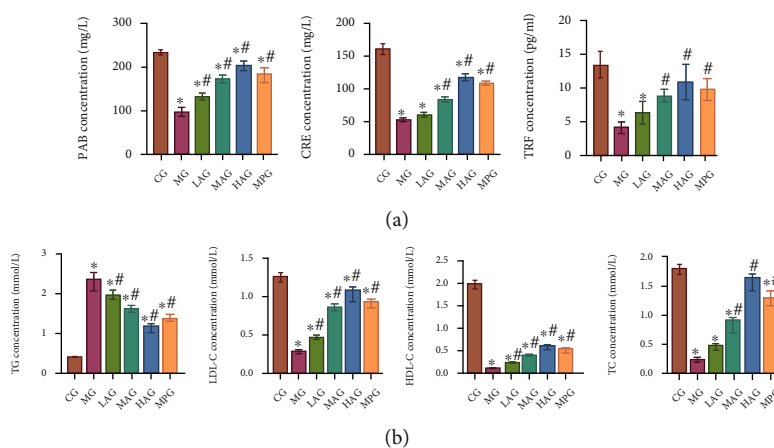 PAB concentration (mg/L)
300
200
100
0
* *# *# *# *#
CG MG LAG MAG HAG MPG
CRE concentration (mg/L)
200
150
100
50
0
* * *# *# *#
CG MG LAG MAG HAG MPG
TRF concentration (pg/ml)
20
15
10
5
0
* * # # #
CG MG LAG MAG HAG MPG
(a)
TG concentration (mmol/L)
3
2
1
0
* *# *# *# *#
CG MG LAG MAG HAG MPG
LDL-C concentration (mmol/L)
1.5
1.0
0.5
0.0
* *# *# *# *#
CG MG LAG MAG HAG MPG
HDL-C concentration (mmol/L)
2.5
2.0
1.5
1.0
0.5
0.0
* *# *# *# *#
CG MG LAG MAG HAG MPG
TC concentration (mmol/L)
2.0
1.5
1.0
0.5
0.0
* * *# # *
CG MG LAG MAG HAG MPG
(b)